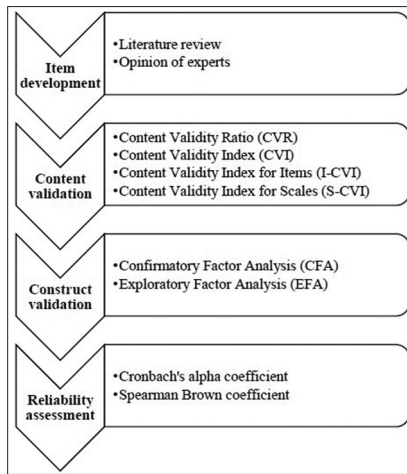 Item
development
•Literature review
•Opinion of experts
Content
validation
•Content Validity Ratio (CVR)
•Content Validity Index (CVI)
•Content Validity Index for Items (I-CVI)
•Content Validity Index for Scales (S-CVI)
Construct
validation
•Confirmatory Factor Analysis (CFA)
•Exploratory Factor Analysis (EFA)
Reliability
assessment
•Cronbach's alpha coefficient
•Spearman Brown coefficient